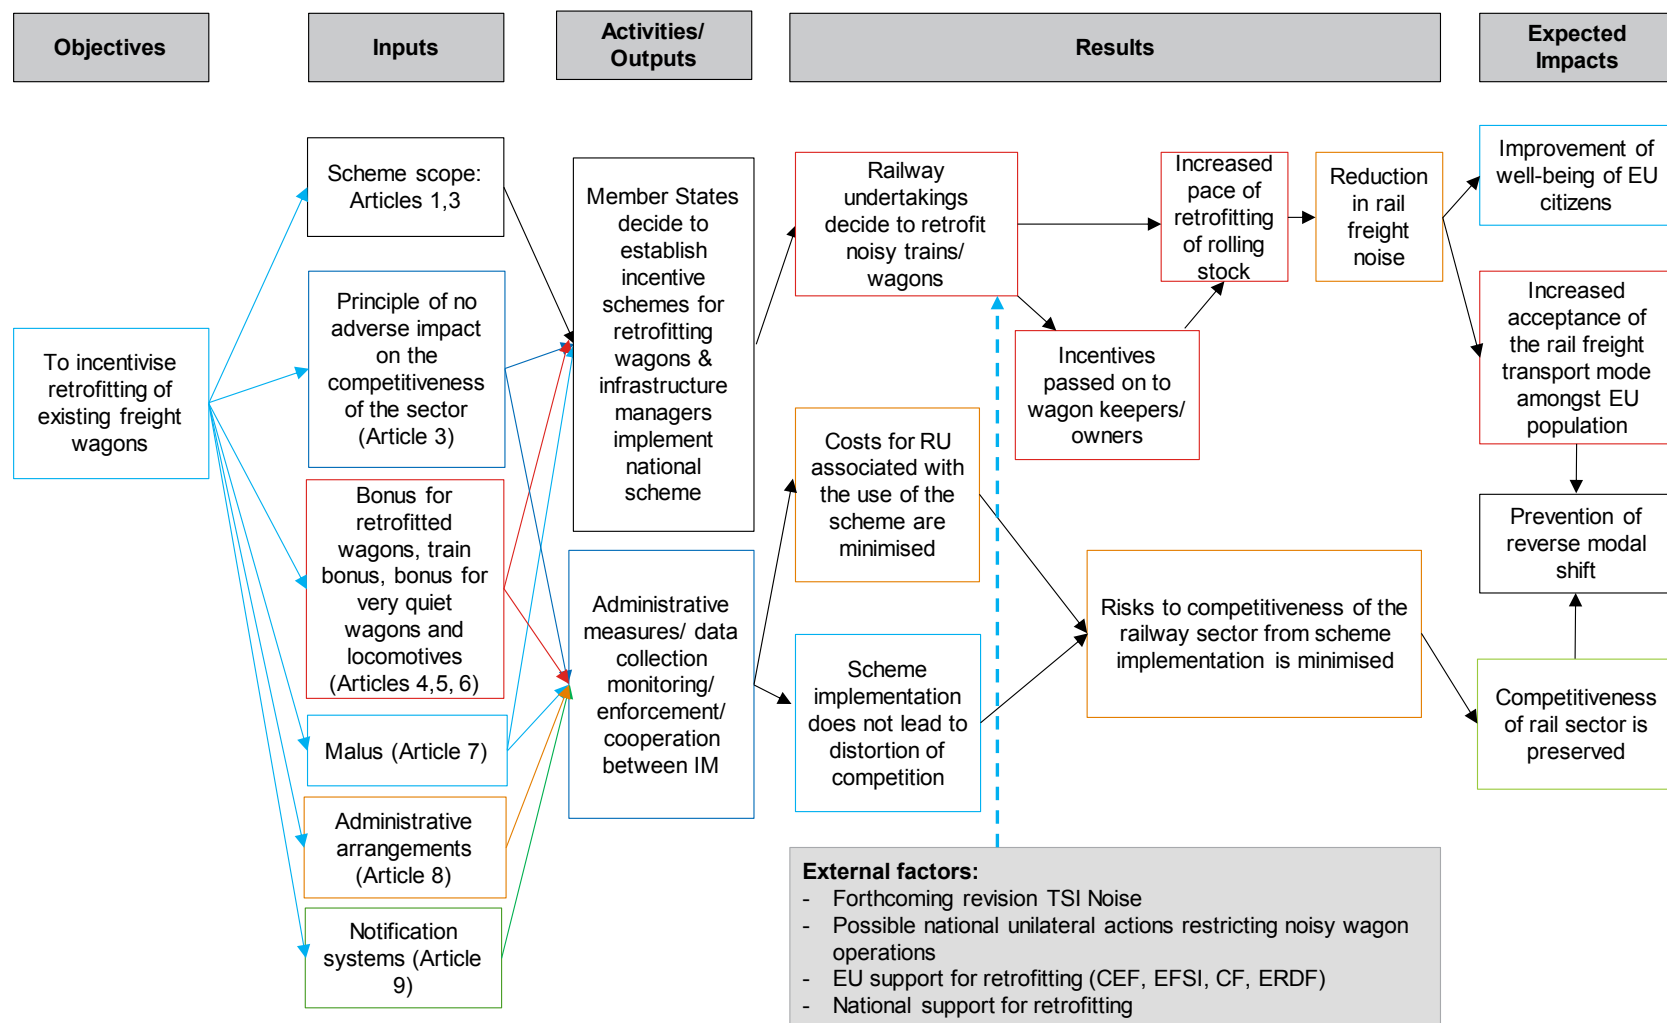 Objectives
Inputs
Activities/
Outputs
Results
Expected
Impacts
To incentivise
retrofitting of
existing freight
wagons
Scheme scope:
Articles 1,3
Principle of no
adverse impact
on the
competitiveness
of the sector
(Article 3)
Bonus for
retrofitted
wagons, train
bonus, bonus for
very quiet
wagons and
locomotives
(Articles 4,5, 6)
Malus (Article 7)
Administrative
arrangements
(Article 8)
Notification
systems (Article
9)
Member States
decide to
establish
incentive
schemes for
retrofitting
wagons &
infrastructure
managers
implement
national
scheme
Administrative
measures/ data
collection
monitoring/
enforcement/
cooperation
between IM
Railway
undertakings
decide to retrofit
noisy trains/
wagons
Incentives
passed on to
wagon keepers/
owners
Increased
pace of
retrofitting
of rolling
stock
Reduction
in rail
freight
noise
Costs for RU
associated with
the use of the
scheme are
minimised
Scheme
implementation
does not lead to
distortion of
competition
Risks to competitiveness of the
railway sector from scheme
implementation is minimised
Improvement of
well-being of EU
citizens
Increased
acceptance of
the rail freight
transport mode
amongst EU
population
Prevention of
reverse modal
shift
Competitiveness
of rail sector is
preserved
External factors:
- Forthcoming revision TSI Noise
- Possible national unilateral actions restricting noisy wagon
operations
- EU support for retrofitting (CEF, EFSI, CF, ERDF)
- National support for retrofitting